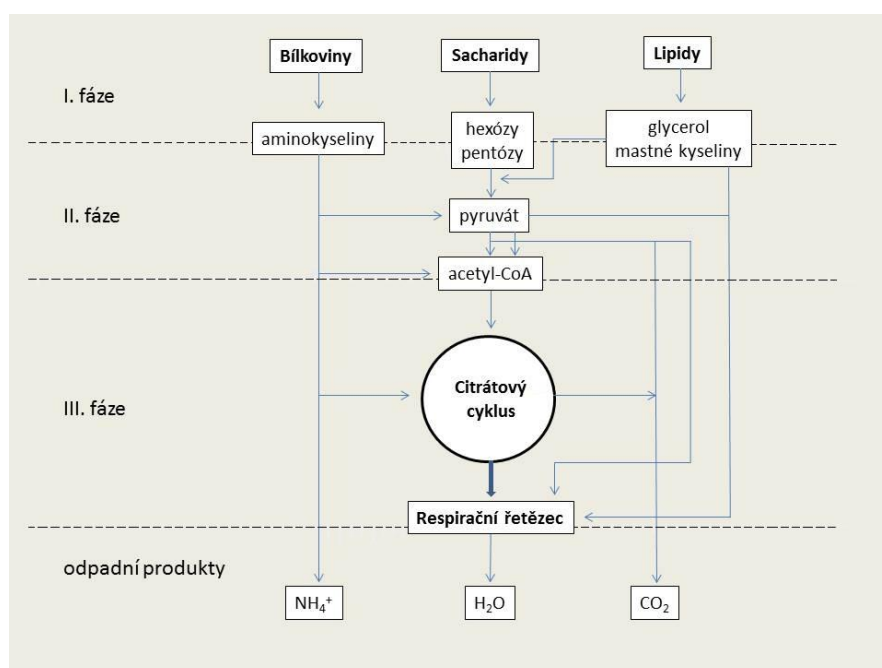 Bílkoviny
Sacharidy
Lipidy
I. fáze
aminokyseliny
hexózy
pentózy
glycerol
mastné kyseliny
II. fáze
pyruvát
acetyl-CoA
III. fáze
Citrátový
cyklus
Respirační řetězec
odpadní produkty
NH₄⁺
H₂O
CO₂